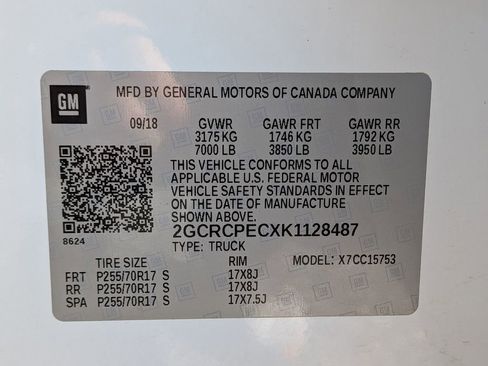 GM
MFD BY GENERAL MOTORS OF CANADA COMPANY
09/18 GVWR GAWR FRT GAWR RR
3175 KG 1746 KG 1792 KG
7000 LB 3850 LB 3950 LB
THIS VEHICLE CONFORMS TO ALL
APPLICABLE U.S. FEDERAL MOTOR
VEHICLE SAFETY STANDARDS IN EFFECT
ON THE DATE OF MANUFACTURE
SHOWN ABOVE.
8624
2GCRCPECXK1128487
TYPE: TRUCK
TIRE SIZE RIM MODEL: X7CC15753
FRT P255/70R17 S 17X8J
RR P255/70R17 S 17X8J
SPA P255/70R17 S 17X7.5J